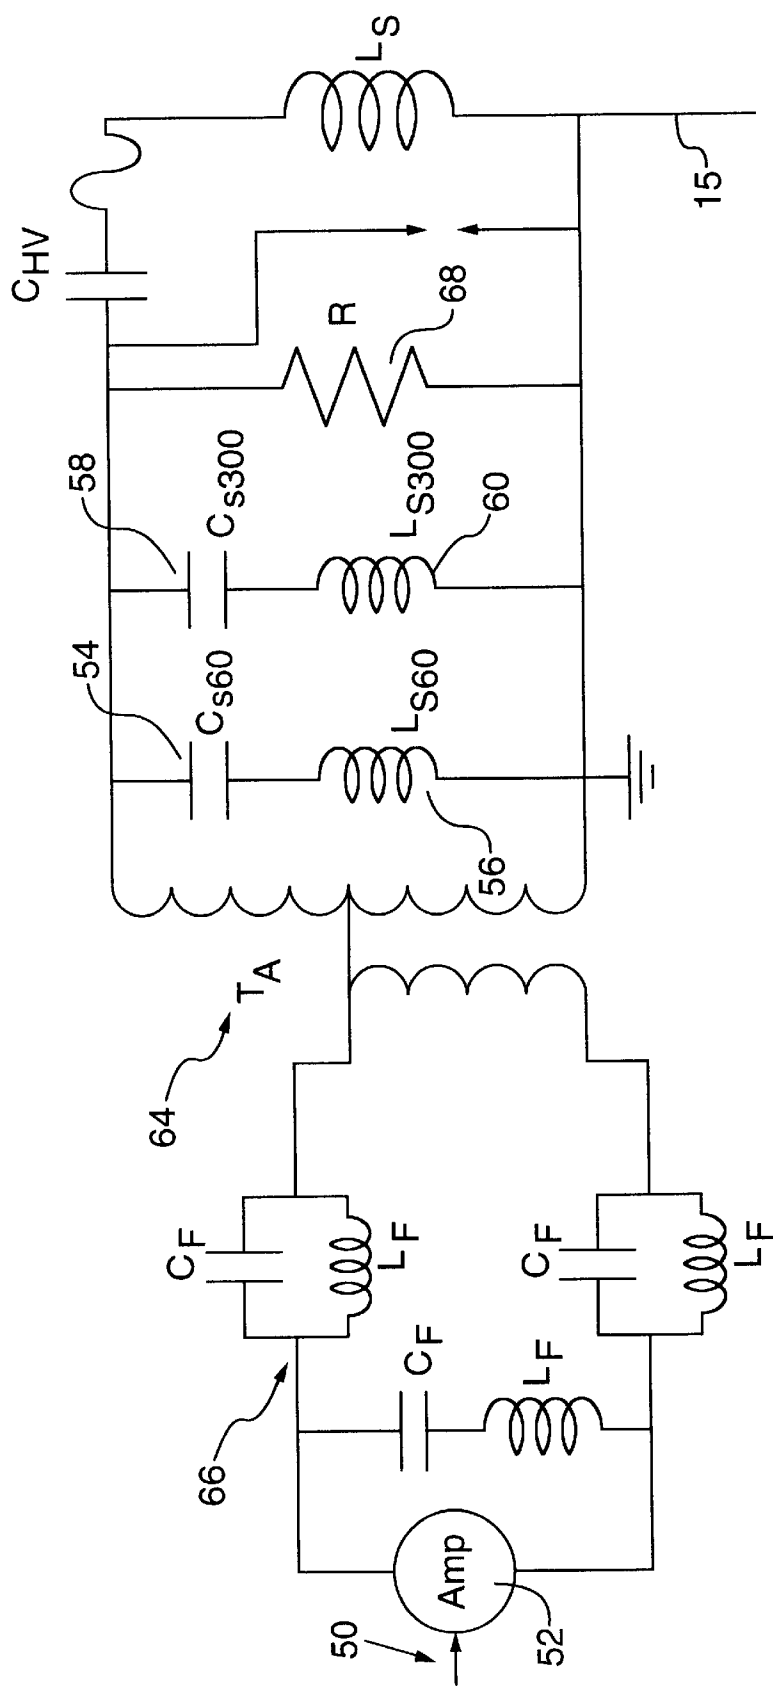 50
Amp
52
66
C_F
L_F
C_F
L_F
C_F
L_F
64
T_A
54
C_s60
L_S60
56
58
C_s300
L_S300
60
R
68
C_HV
L_S
15